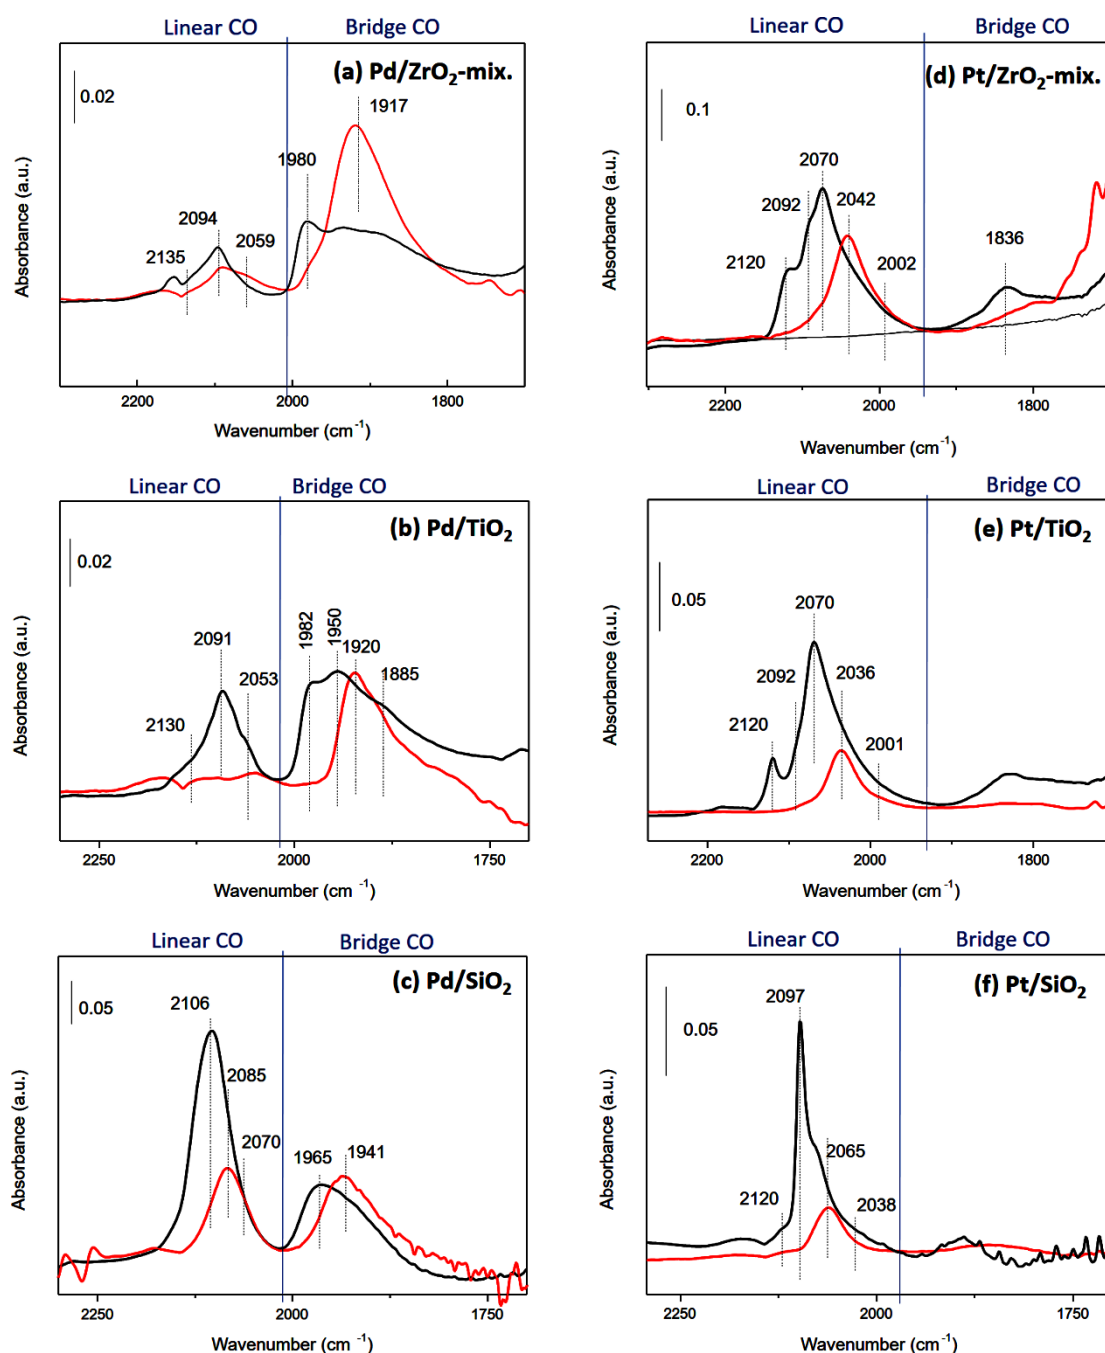 Linear CO
Bridge CO
(a) Pd/ZrO2-mix.
0.02
1917
1980
2094
2135
2059
Absorbance (a.u.)
2200
2000
1800
Wavenumber (cm -1)
Linear CO
Bridge CO
(d) Pt/ZrO2-mix.
0.1
2070
2092
2042
2120
2002
1836
Absorbance (a.u.)
2200
2000
1800
Wavenumber (cm -1)
Linear CO
Bridge CO
(b) Pd/TiO2
0.02
2091
2053
2130
1982
1950
1920
1885
Absorbance (a.u.)
2250
2000
1750
Wavenumber (cm -1)
Linear CO
Bridge CO
(e) Pt/TiO2
0.05
2070
2092
2036
2120
2001
Absorbance (a.u.)
2200
2000
1800
Wavenumber (cm -1)
Linear CO
Bridge CO
(c) Pd/SiO2
0.05
2106
2085
2070
1965
1941
Absorbance (a.u.)
2250
2000
1750
Wavenumber (cm -1)
Linear CO
Bridge CO
(f) Pt/SiO2
0.05
2097
2065
2120
2038
Absorbance (a.u.)
2250
2000
1750
Wavenumber (cm -1)